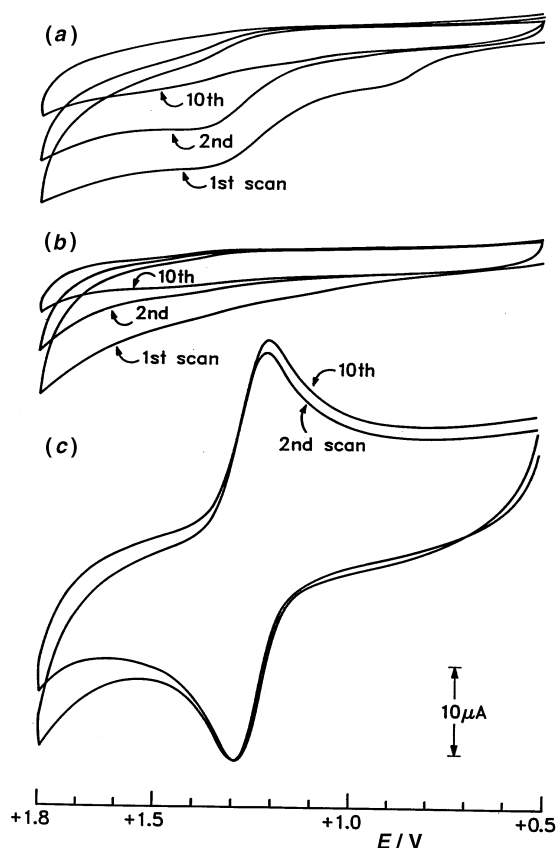 (a)
10th
2nd
1st scan
(b)
10th
2nd
1st scan
10th
2nd scan
(c)
10μA
+1.8 +1.5 +1.0 +0.5
E / V